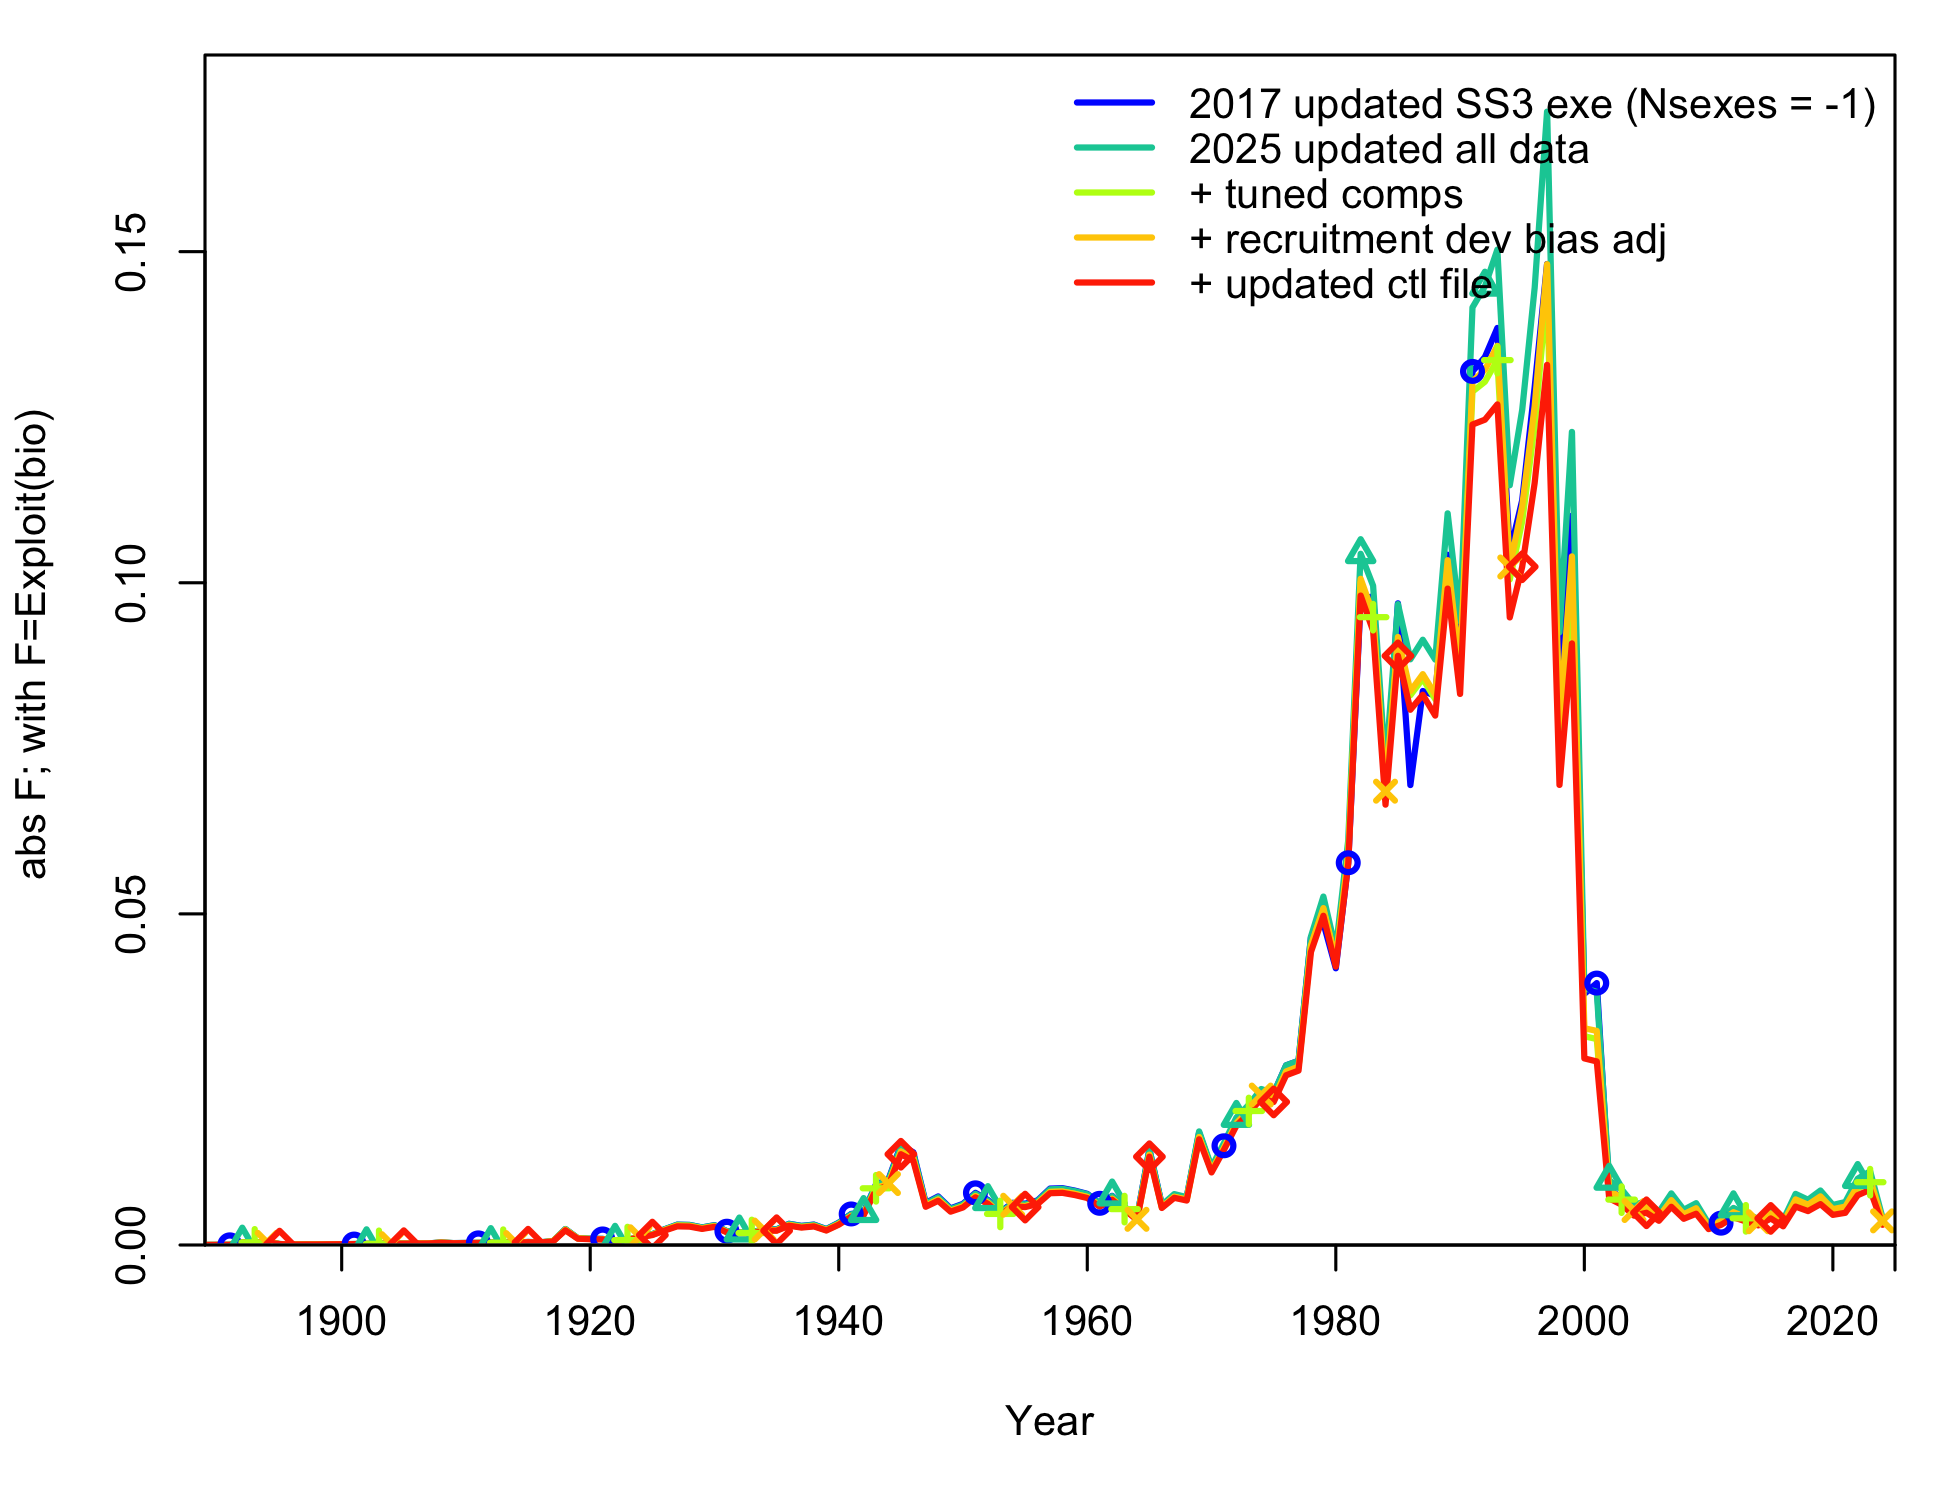 2017 updated SS3 exe (Nsexes = -1)
2025 updated all data
+ tuned comps
+ recruitment dev bias adj
+ updated ctl file
abs F; with F=Exploit(bio)
0.15
0.10
0.05
0.00
1900 1920 1940 1960 1980 2000 2020
Year